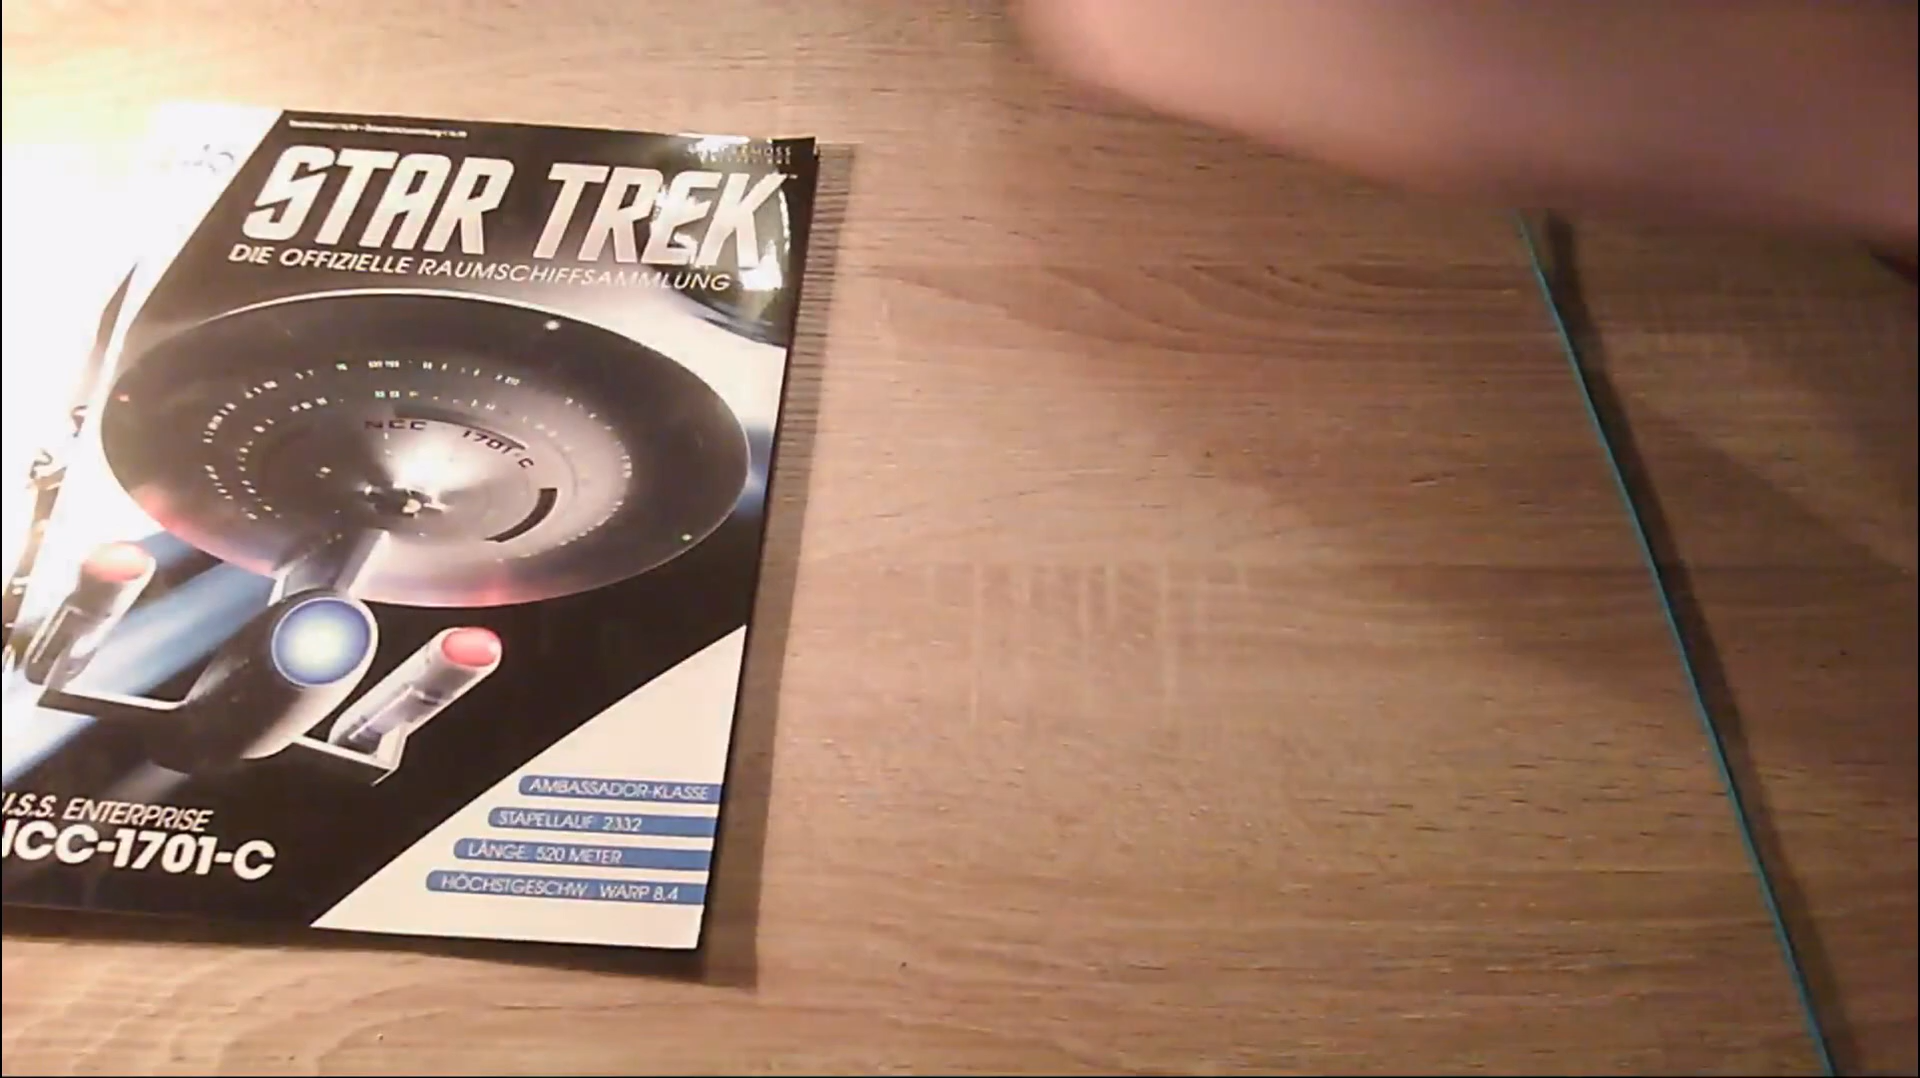 STAR TREK
DIE OFFIZIELLE RAUMSCHIFFSAMMLUNG
NCC 1701-C
U.S.S. ENTERPRISE
NCC-1701-C
AMBASSADOR-KLASSE
STAPELLAUF: 2332
LÄNGE: 520 METER
HÖCHSTGESCHW.: WARP 8,4